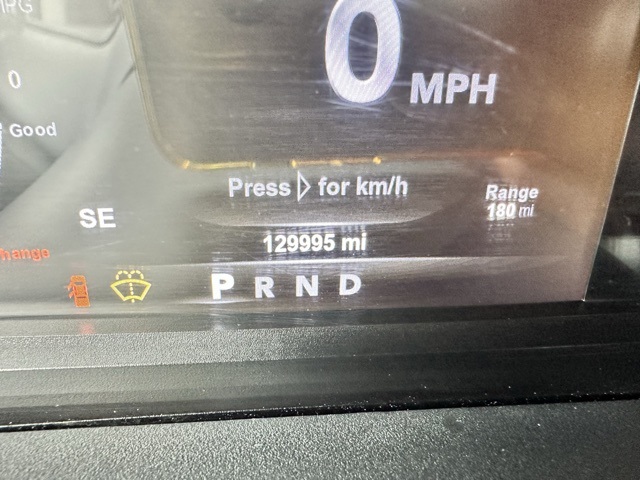 0
MPH
0
Good
Press ▷ for km/h
Range
180 mi
SE
129995 mi
P R N D